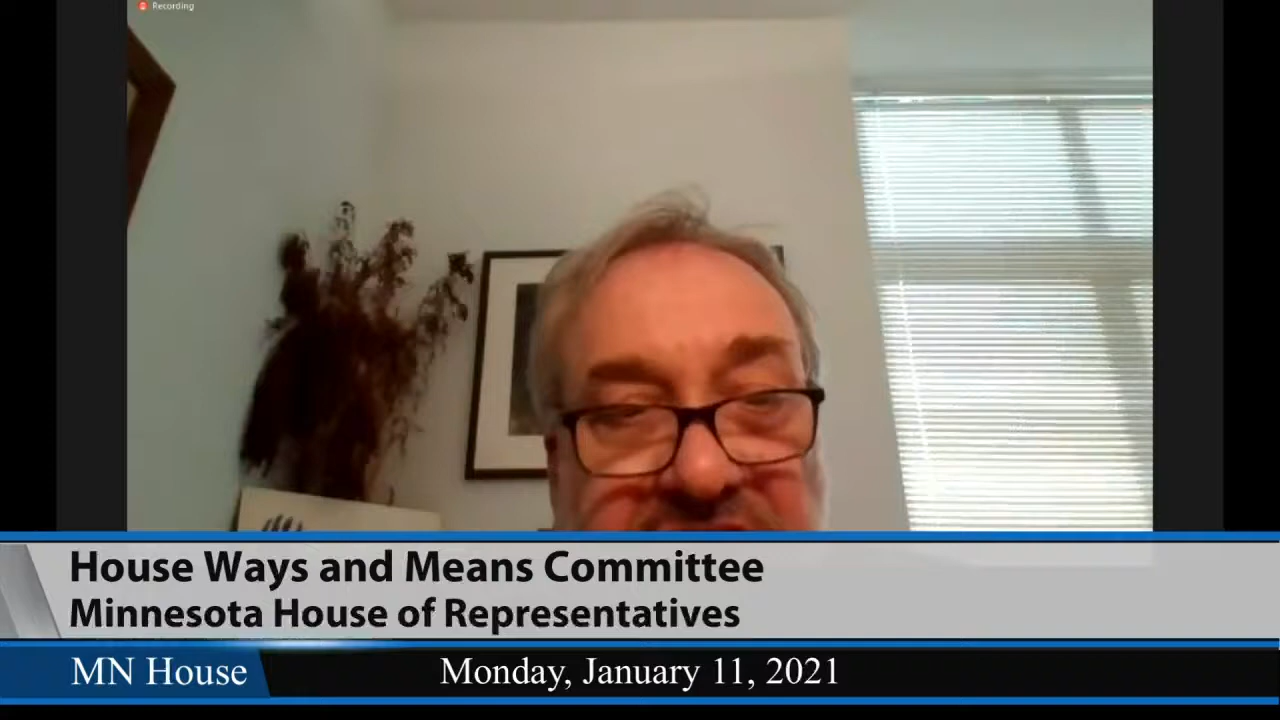 Recording
House Ways and Means Committee
Minnesota House of Representatives
MN House
Monday, January 11, 2021